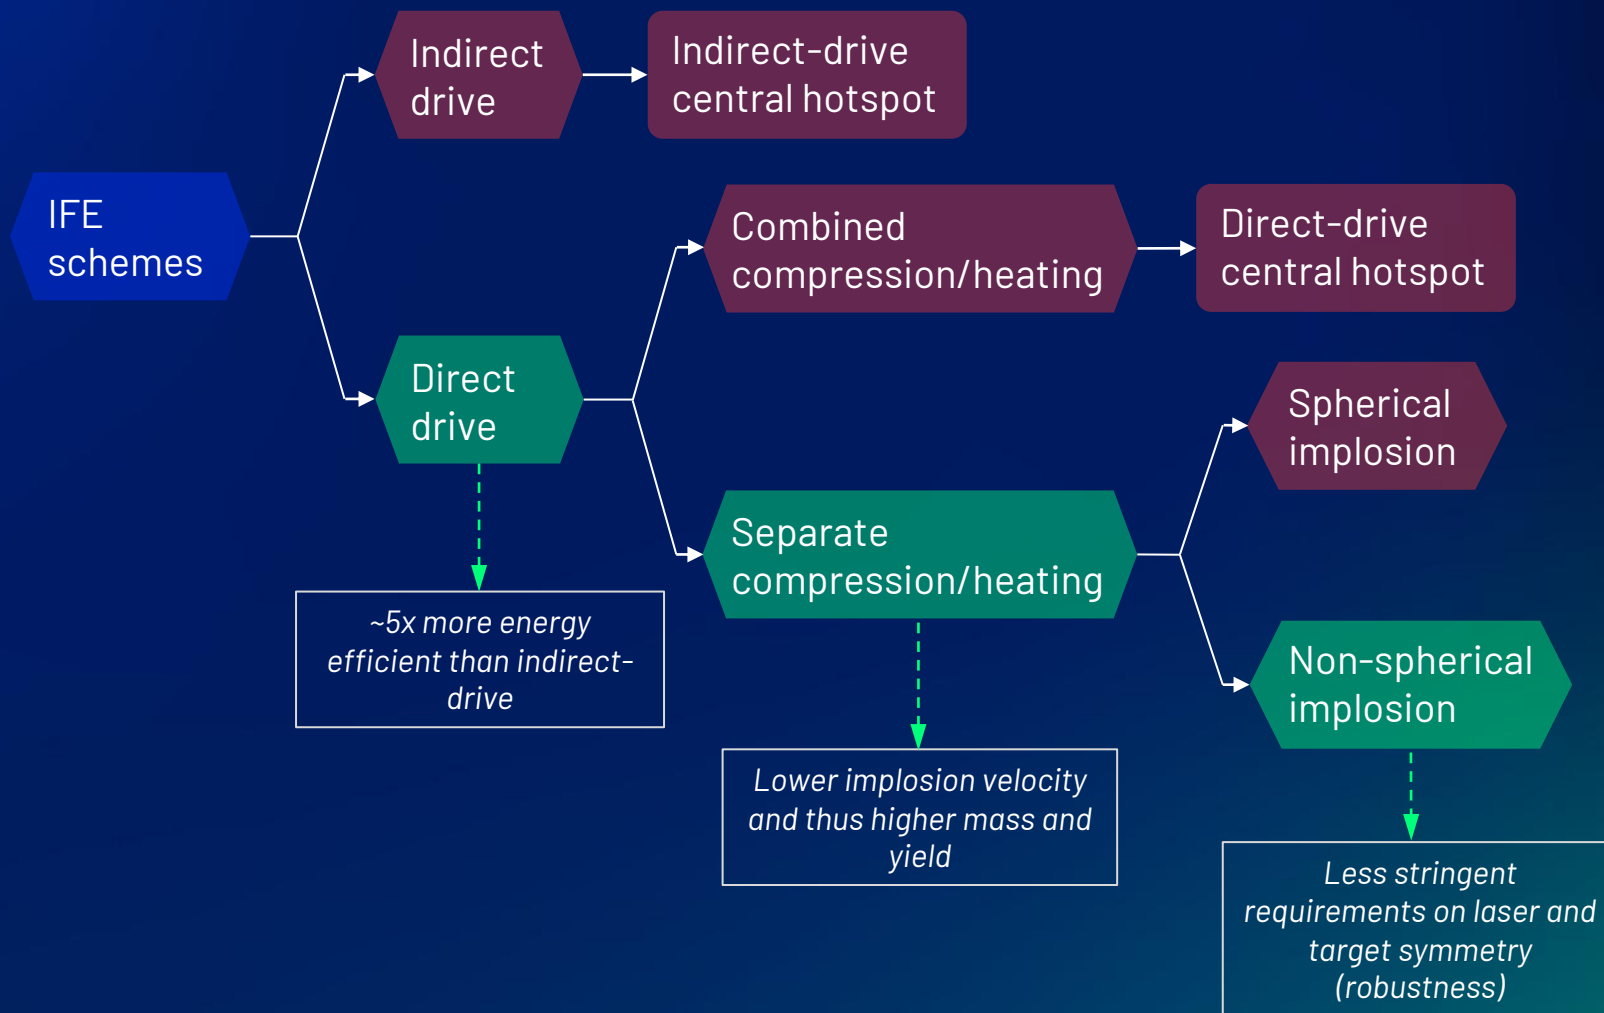 Indirect
drive
Indirect-drive
central hotspot
IFE
schemes
Combined
compression/heating
Direct-drive
central hotspot
Direct
drive
Spherical
implosion
Separate
compression/heating
~5x more energy
efficient than indirect-
drive
Non-spherical
implosion
Lower implosion velocity
and thus higher mass and
yield
Less stringent
requirements on laser and
target symmetry
(robustness)